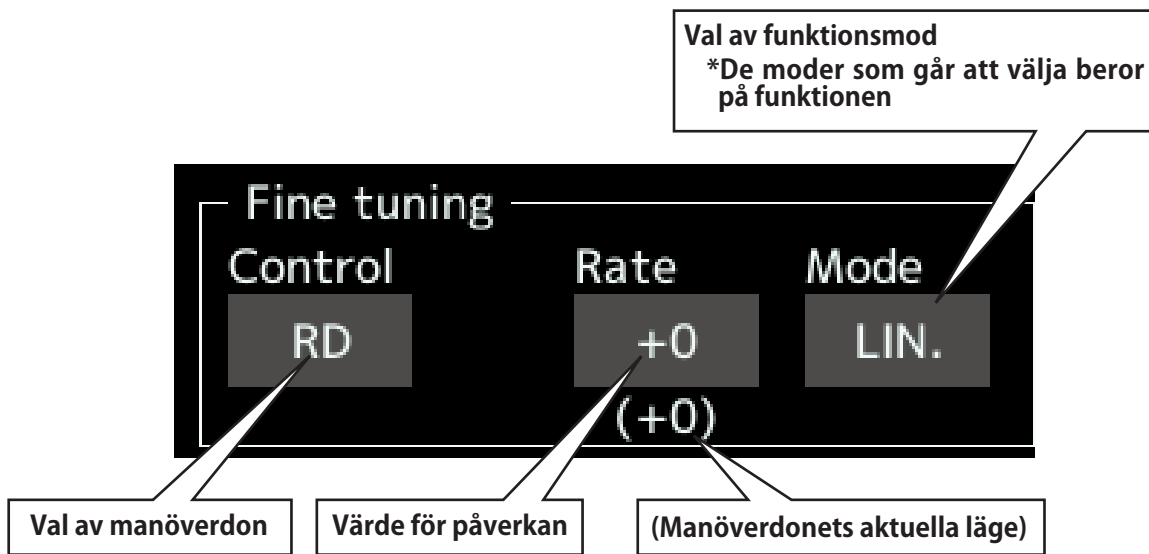 Val av funktionsmod
*De moder som går att välja beror
på funktionen
Fine tuning
Control Rate Mode
RD +0 LIN.
(+0)
Val av manöverdon Värde för påverkan (Manöverdonets aktuella läge)